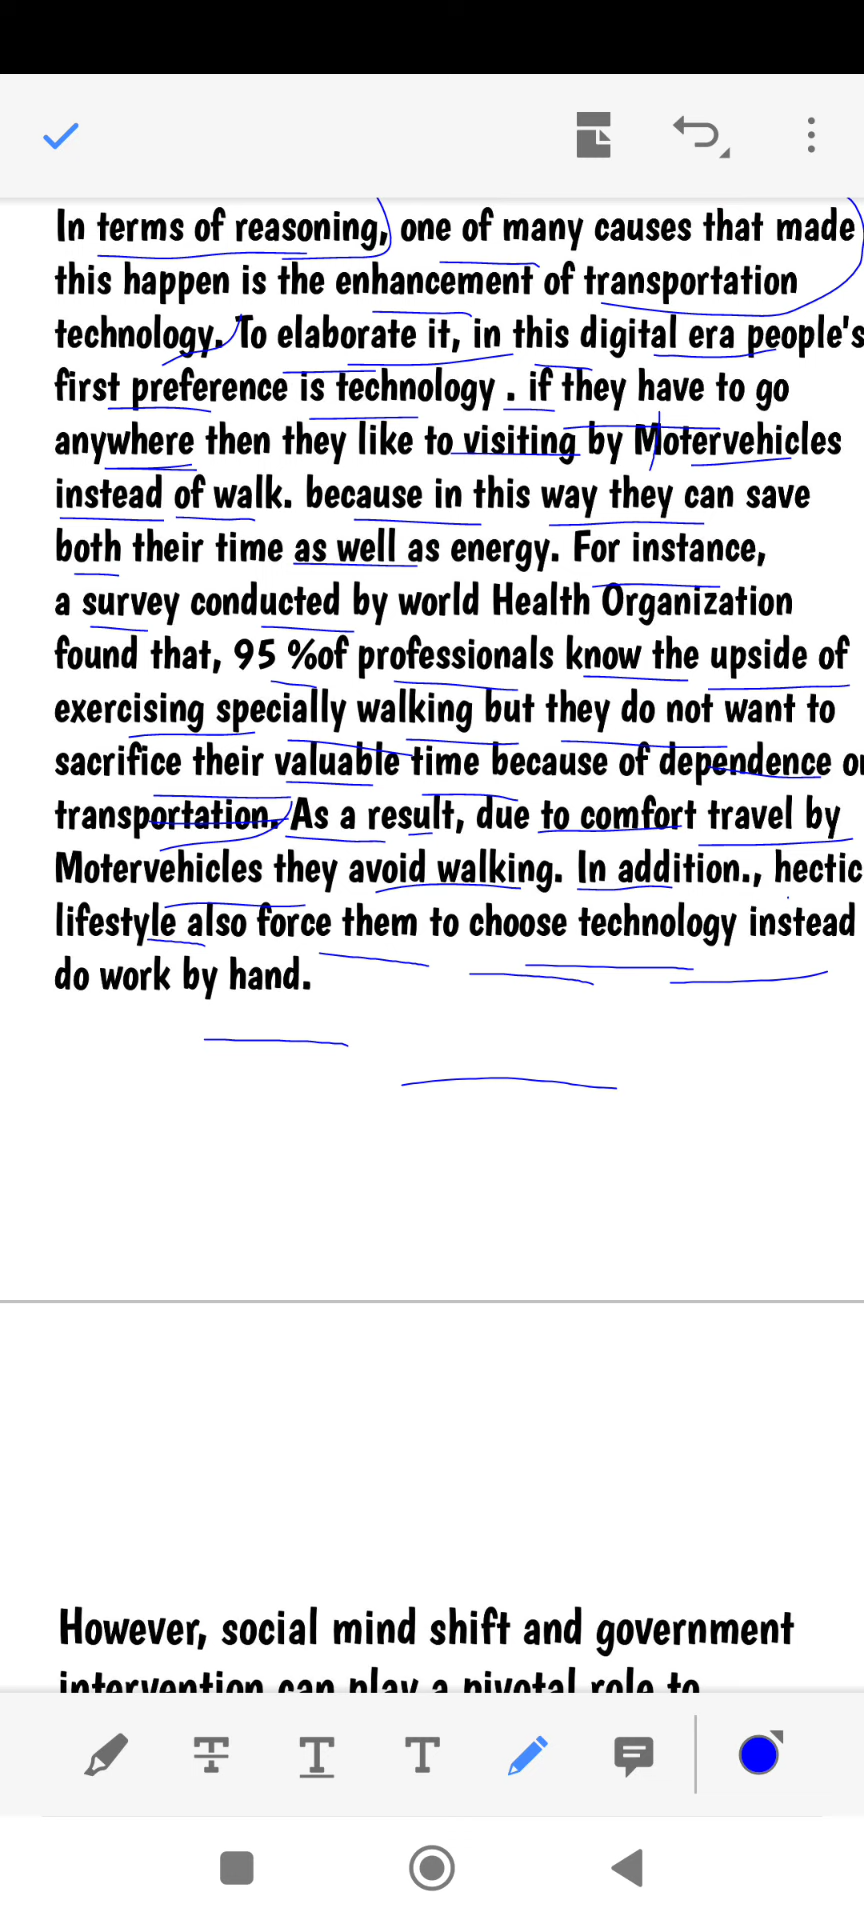 In terms of reasoning, one of many causes that made
this happen is the enhancement of transportation
technology. To elaborate it, in this digital era people's
first preference is technology . if they have to go
anywhere then they like to visiting by Motervehicles
instead of walk. because in this way they can save
both their time as well as energy. For instance,
a survey conducted by world Health Organization
found that, 95 %of professionals know the upside of
exercising specially walking but they do not want to
sacrifice their valuable time because of dependence
transportation. As a result, due to comfort travel by
Motervehicles they avoid walking. In addition., hectic
lifestyle also force them to choose technology instead
do work by hand.
However, social mind shift and government
intervention can play a pivotal role to